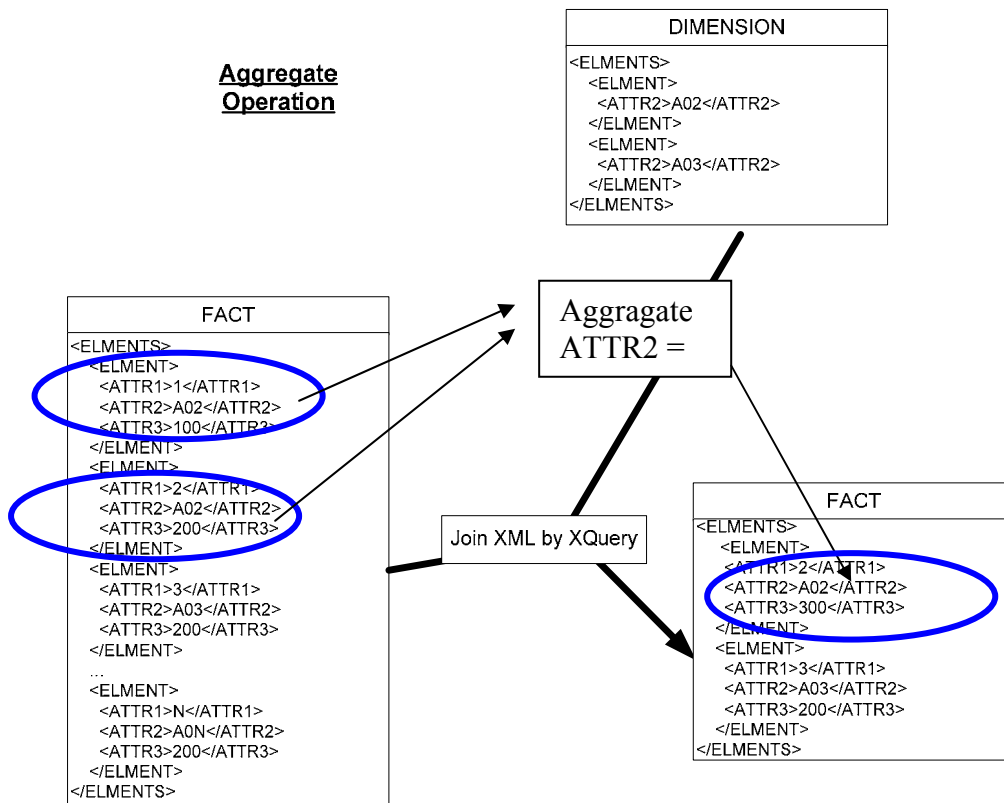 Aggregate
Operation
DIMENSION
<ELMENTS>
<ELEMENT>
<ATTR2>A02</ATTR2>
</ELMENT>
<ELMENT>
<ATTR2>A03</ATTR2>
</ELMENT>
</ELMENTS>
Aggragate
ATTR2 =
FACT
<ELMENTS>
<ELEMENT>
<ATTR1>1</ATTR1>
<ATTR2>A02</ATTR2>
<ATTR3>100</ATTR3>
</ELMENT>
<ELMENT>
<ATTR1>2</ATTR1>
<ATTR2>A02</ATTR2>
<ATTR3>200</ATTR3>
</ELMENT>
<ELMENT>
<ATTR1>3</ATTR1>
<ATTR2>A03</ATTR2>
<ATTR3>200</ATTR3>
</ELMENT>
...
<ELMENT>
<ATTR1>N</ATTR1>
<ATTR2>A0N</ATTR2>
<ATTR3>200</ATTR3>
</ELMENT>
</ELMENTS>
Join XML by XQuery
FACT
<ELMENTS>
<ELEMENT>
<ATTR1>2</ATTR1>
<ATTR2>A02</ATTR2>
<ATTR3>300</ATTR3>
</ELMENT>
<ELMENT>
<ATTR1>3</ATTR1>
<ATTR2>A03</ATTR2>
<ATTR3>200</ATTR3>
</ELMENT>
</ELMENTS>